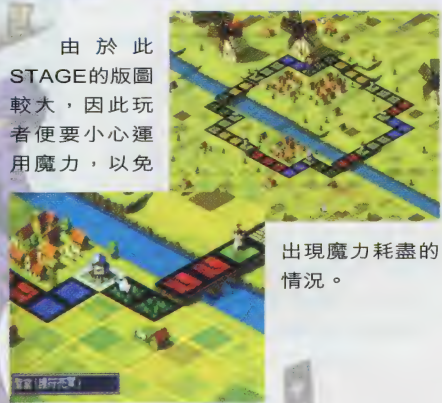 由於此
STAGE的版圖
較大，因此玩
者便要小心運
用魔力，以免
出現魔力耗盡的
情況。